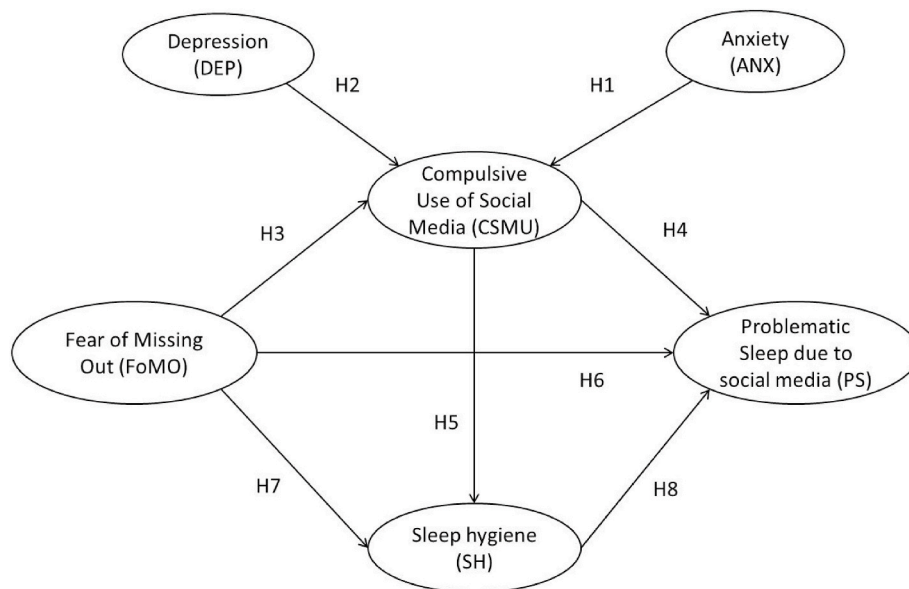 Depression
(DEP)
Anxiety
(ANX)
H2
H1
Compulsive
Use of Social
Media (CSMU)
H3
H4
Fear of Missing
Out (FoMO)
Problematic
Sleep due to
social media (PS)
H6
H5
H7
H8
Sleep hygiene
(SH)